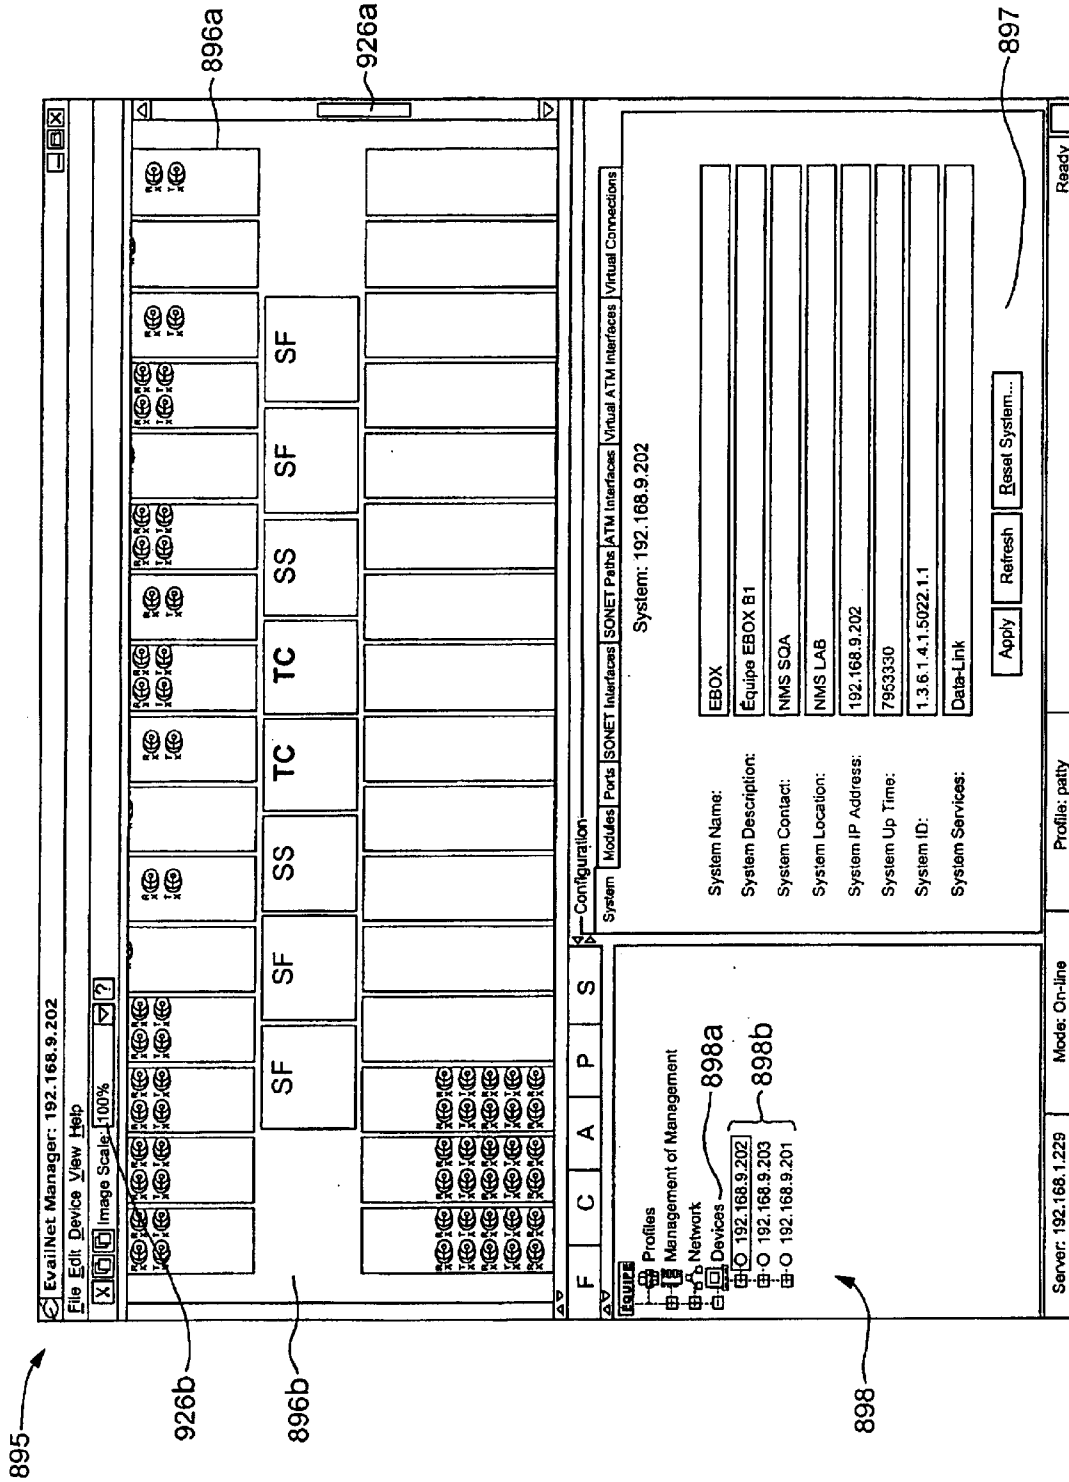 895
EvailNet Manager: 192.168.9.202
File Edit Device View Help
Image Scale: 100% ?
926b
896a
926a
896b
SF SF SS TC TC SS SF SF
F C A P S
Configuration
System Modules Ports SONET Interfaces SONET Paths ATM Interfaces Virtual ATM Interfaces Virtual Connections
System: 192.168.9.202
System Name: EBOX
System Description: Équipe EBOX B1
System Contact: NMS SQA
System Location: NMS LAB
System IP Address: 192.168.9.202
System Up Time: 7953330
System ID: 1.3.6.1.4.1.5022.1.1
System Services: Data-Link
Apply Refresh Reset System...
897
EQUIPE
Profiles
Management of Management
Network
Devices
898a
192.168.9.202
192.168.9.203
192.168.9.201
898b
898
Server: 192.168.1.229 Mode: On-line Profile: patty Ready